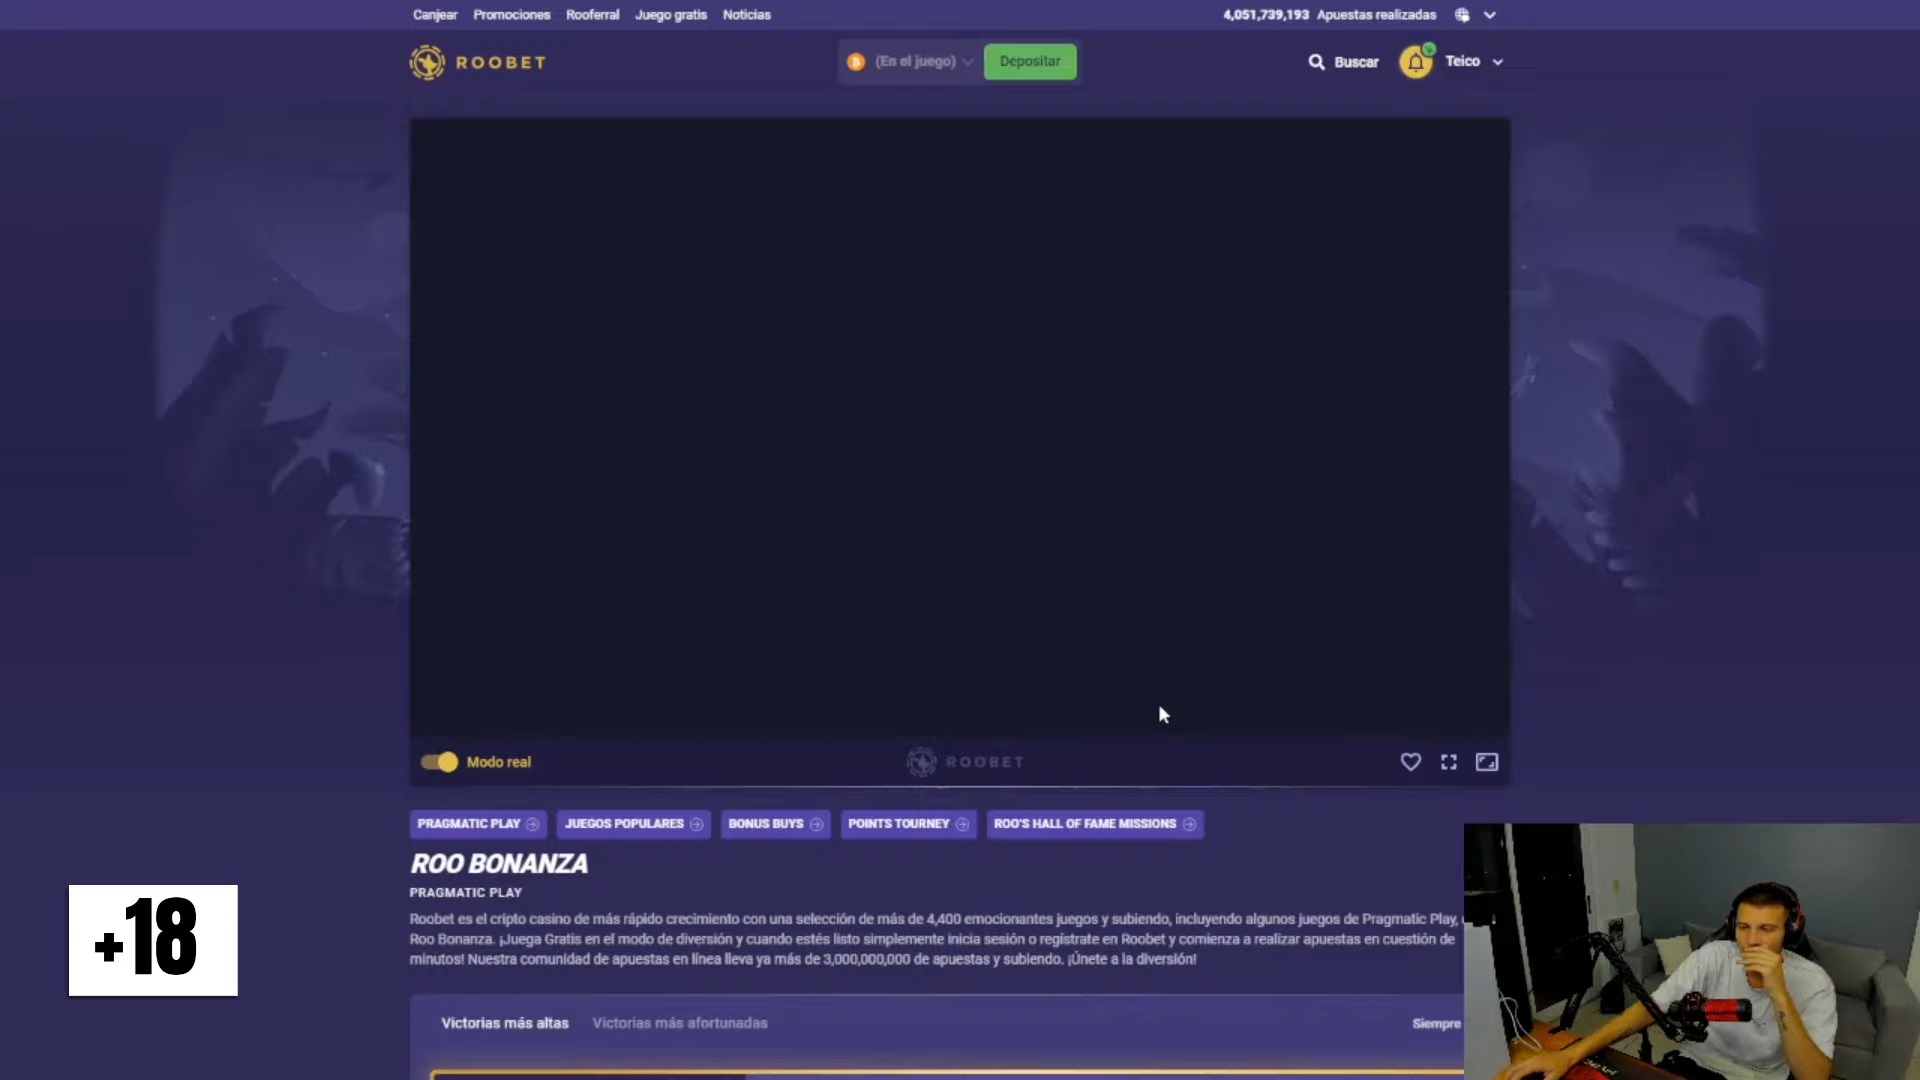 Canjear Promociones Rooferral Juego gratis Noticias 4,051,739,193 Apuestas realizadas
ROOBET (En el juego) Depositar Buscar Teico
Modo real ROOBET
PRAGMATIC PLAY JUEGOS POPULARES BONUS BUYS POINTS TOURNEY ROO'S HALL OF FAME MISSIONS
ROO BONANZA
PRAGMATIC PLAY
Roobet es el cripto casino de más rápido crecimiento con una selección de más de 4,400 emocionantes juegos y subiendo, incluyendo algunos juegos de Pragmatic Play,
Roo Bonanza. ¡Juega Gratis en el modo de diversión y cuando estés listo simplemente inicia sesión o regístrate en Roobet y comienza a realizar apuestas en cuestión de
minutos! Nuestra comunidad de apuestas en línea lleva ya más de 3,000,000,000 de apuestas y subiendo. ¡Únete a la diversión!
+18
Victorias más altas Victorias más afortunadas Siempre